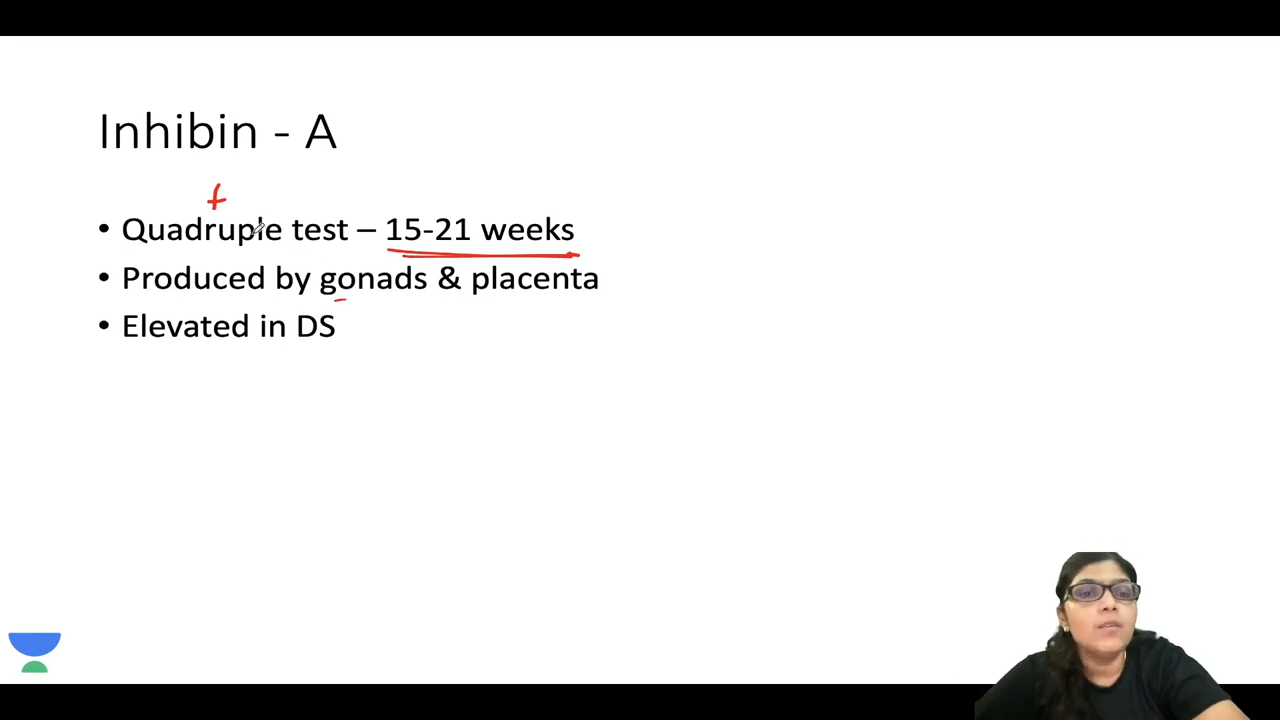 Inhibin - A
• Quadruple test – 15-21 weeks
• Produced by gonads & placenta
• Elevated in DS